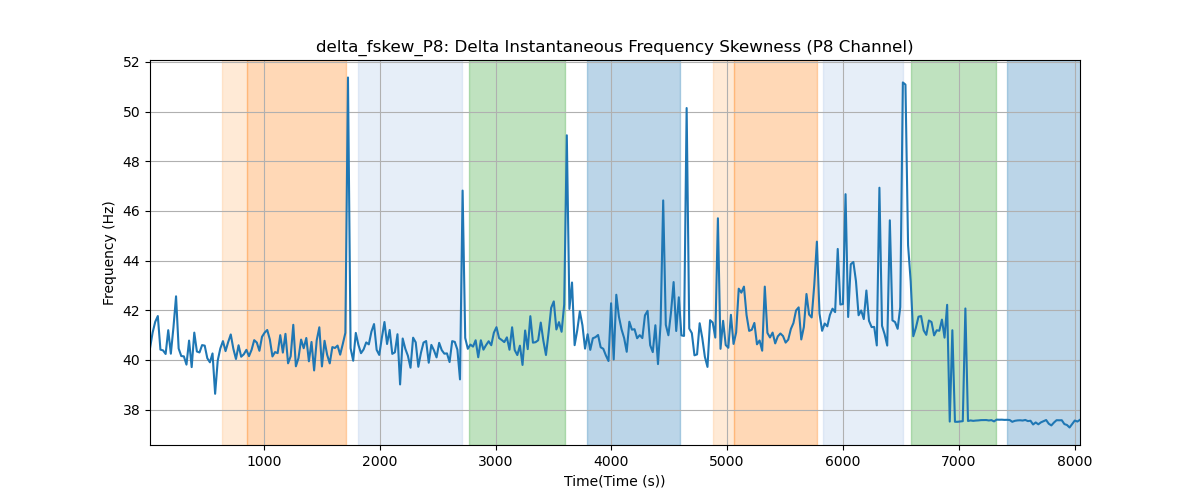 delta_fskew_P8: Delta Instantaneous Frequency Skewness (P8 Channel)
52
50
48
46
44
42
40
38
Frequency (Hz)
1000 2000 3000 4000 5000 6000 7000 8000
Time(Time (s))